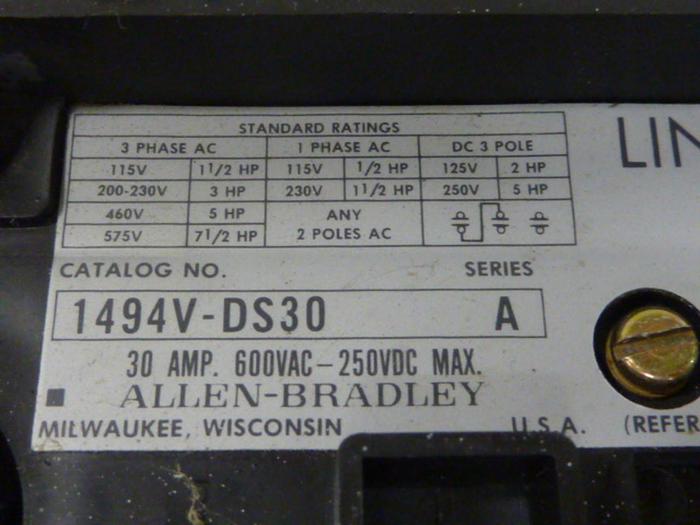 STANDARD RATINGS
3 PHASE AC 1 PHASE AC DC 3 POLE
115V 1 1/2 HP 115V 1/2 HP 125V 2 HP
200-230V 3 HP 230V 1 1/2 HP 250V 5 HP
460V 5 HP ANY
575V 7 1/2 HP 2 POLES AC
LIN
CATALOG NO. SERIES
1494V-DS30 A
30 AMP. 600VAC-250VDC MAX.
ALLEN-BRADLEY
MILWAUKEE, WISCONSIN U.S.A. (REFER